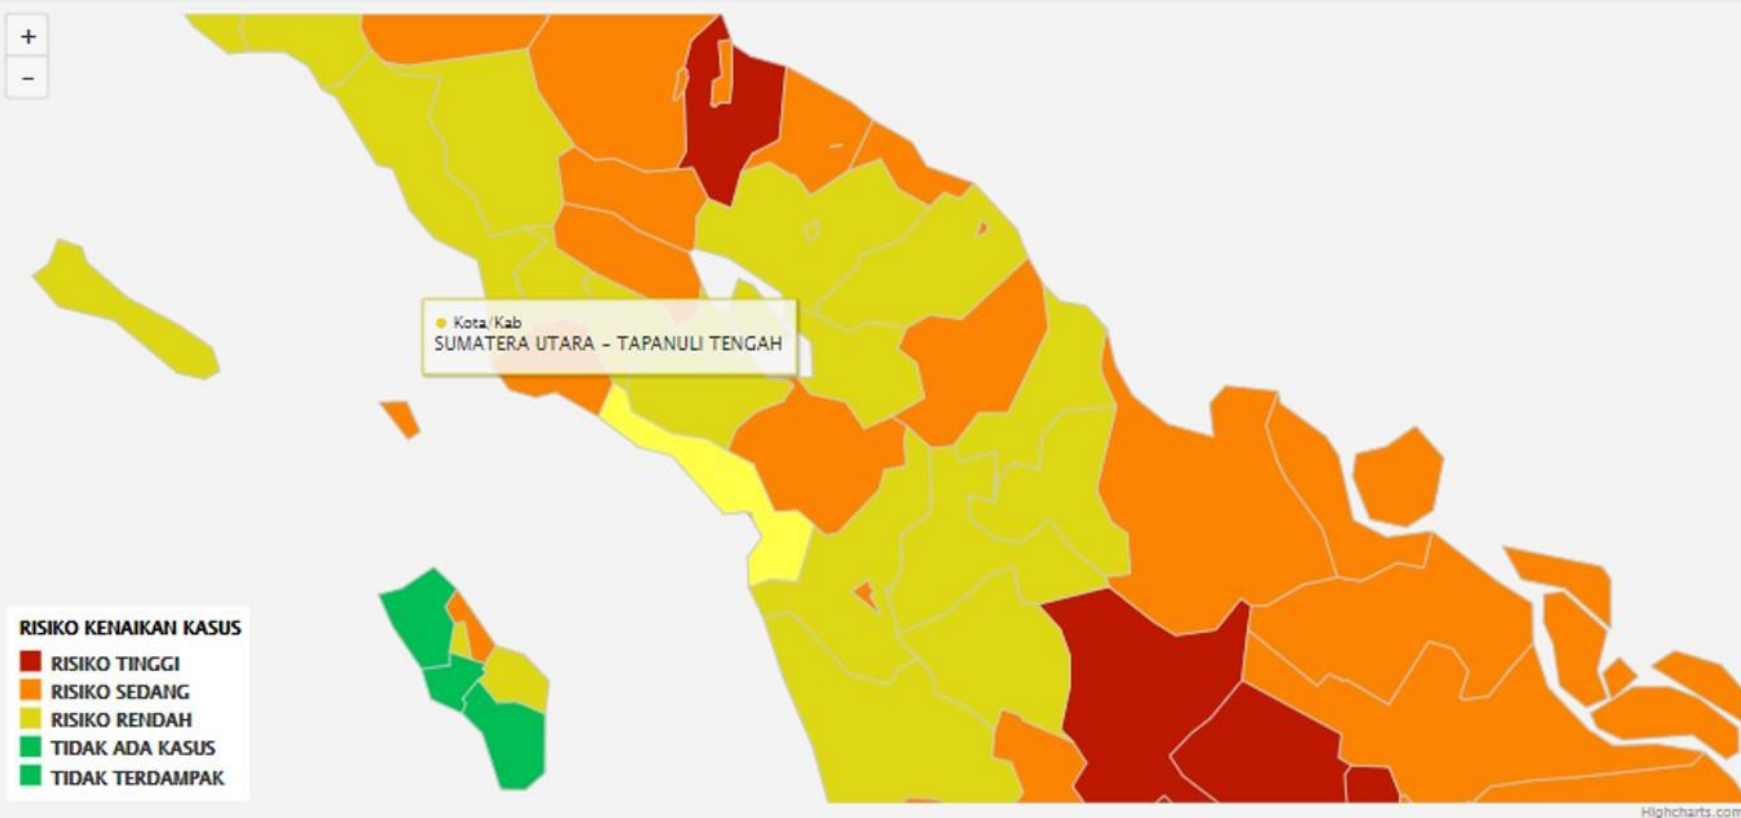 +
−
Kota/Kab
SUMATERA UTARA - TAPANULI TENGAH
RISIKO KENAIKAN KASUS
RISIKO TINGGI
RISIKO SEDANG
RISIKO RENDAH
TIDAK ADA KASUS
TIDAK TERDAMPAK
Highcharts.com